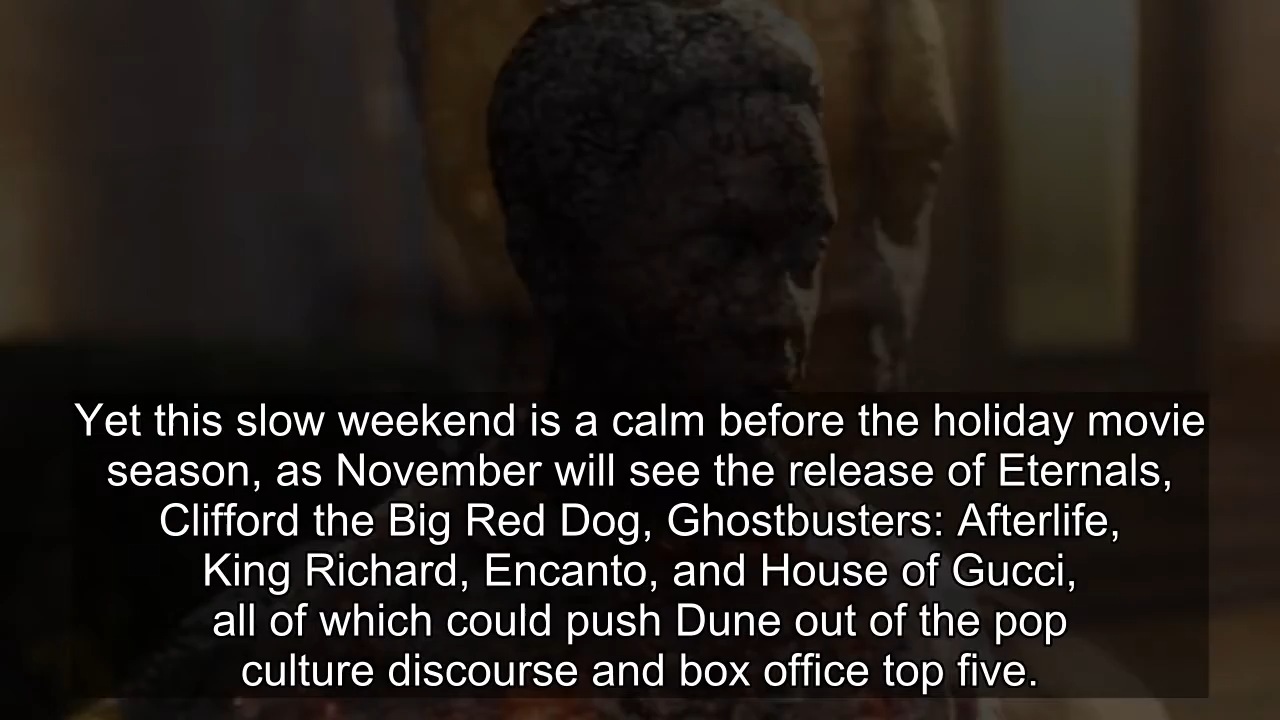 Yet this slow weekend is a calm before the holiday movie
season, as November will see the release of Eternals,
Clifford the Big Red Dog, Ghostbusters: Afterlife,
King Richard, Encanto, and House of Gucci,
all of which could push Dune out of the pop
culture discourse and box office top five.